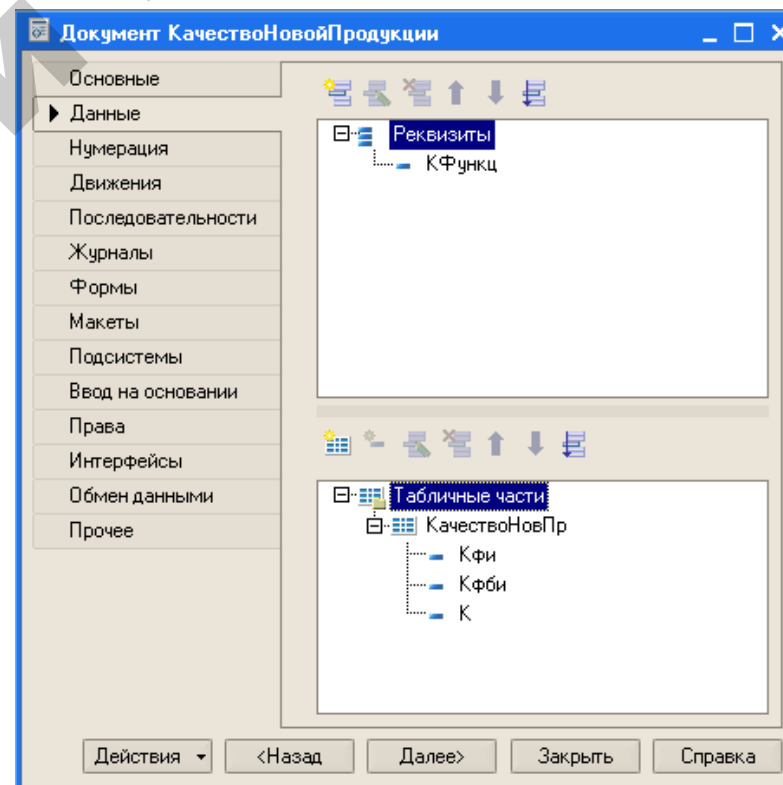 Документ КачествоНовойПродукции
Основные
Данные
Нумерация
Движения
Последовательности
Журналы
Формы
Макеты
Подсистемы
Ввод на основании
Права
Интерфейсы
Обмен данными
Прочее
Реквизиты
КФункц
Табличные части
КачествоНовПр
Кфи
Кфби
К
Действия
<Назад
Далее>
Закрыть
Справка